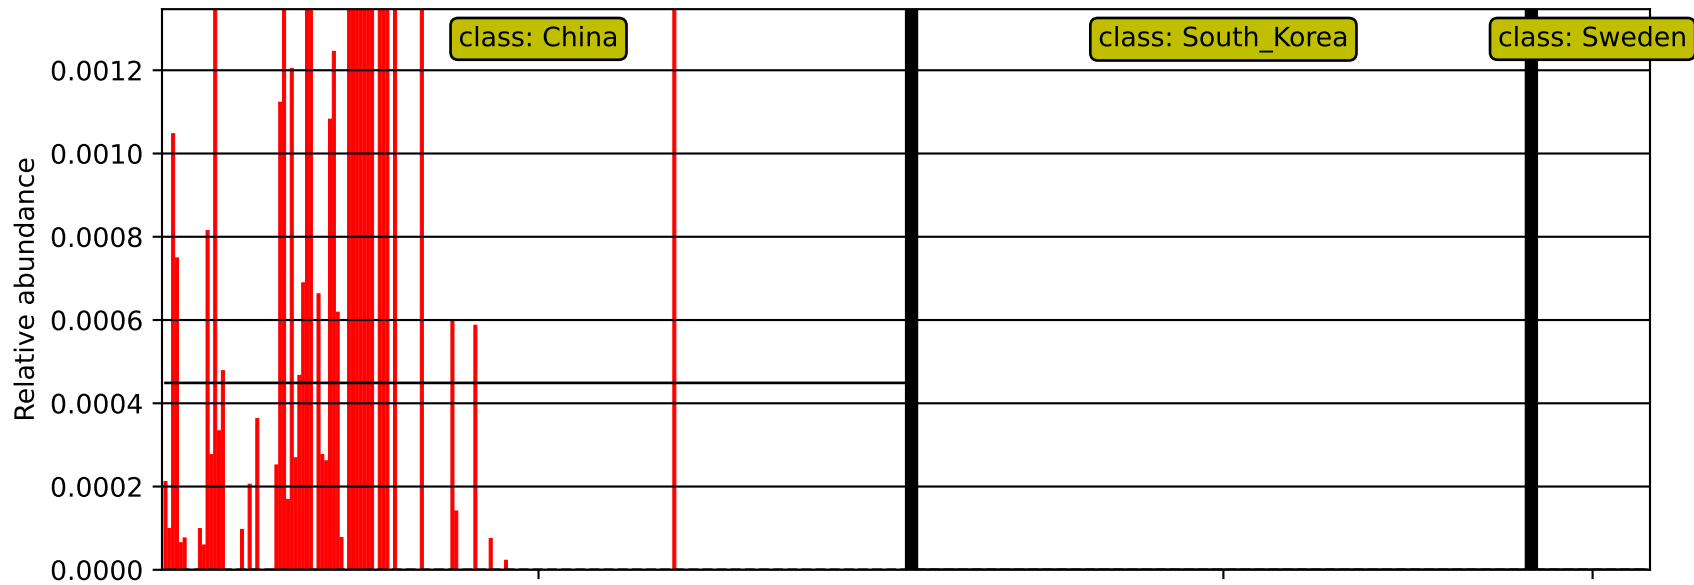 class: China
class: South_Korea
class: Sweden
Relative abundance
0.0012
0.0010
0.0008
0.0006
0.0004
0.0002
0.0000